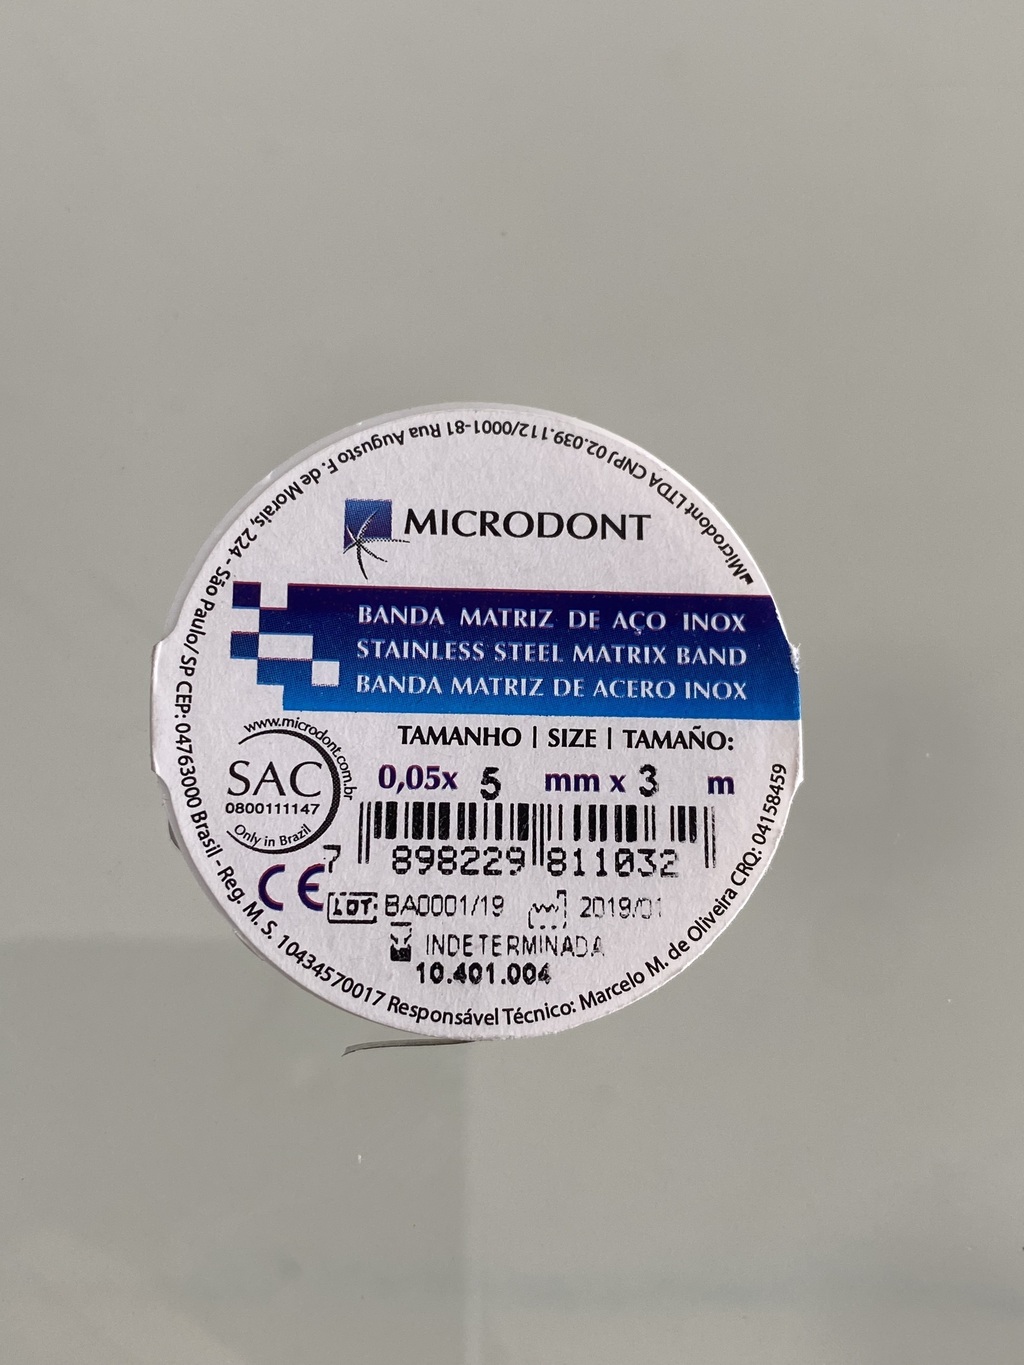 MICRODONT
BANDA MATRIZ DE AÇO INOX
STAINLESS STEEL MATRIX BAND
BANDA MATRIZ DE ACERO INOX
TAMANHO | SIZE | TAMAÑO:
0,05x 5 mm x 3 m
www.microdont.com.br
SAC
0800111147
Only in Brazil
7 898229 811032
CE
LOT BA0001/19 2019/01
INDETERMINADA
10.401.004
Microdont LTDA CNPJ 02.039.112/0001-81 Rua Augusto F. de Morais, 224 - São Paulo/ SP CEP: 04763000 Brasil - Reg. M. S. 10434570017 Responsável Técnico: Marcelo M. de Oliveira CRQ: 04158459